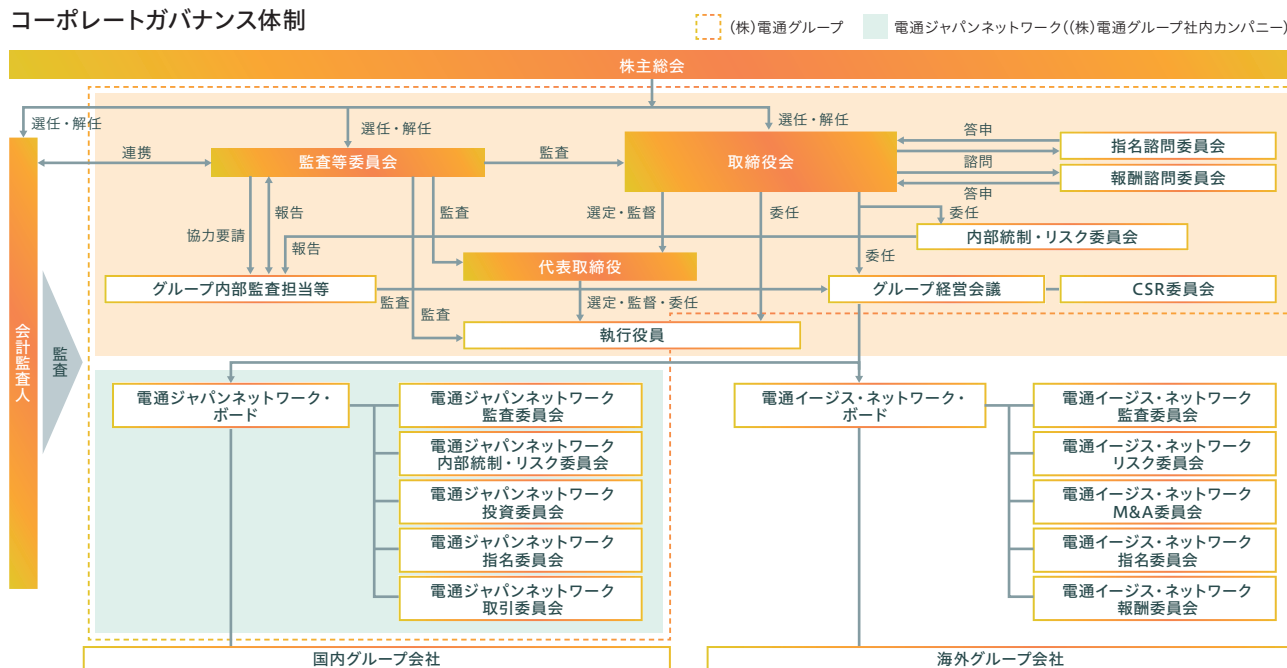 コーポレートガバナンス体制
(株)電通グループ
電通ジャパンネットワーク((株)電通グループ社内カンパニー)
株主総会
選任・解任
選任・解任
選任・解任
連携
監査等委員会
監査
取締役会
答申
諮問
答申
指名諮問委員会
報酬諮問委員会
協力要請
報告
報告
監査
選定・監督
委任
委任
内部統制・リスク委員会
委任
代表取締役
グループ内部監査担当等
監査
監査
選定・監督・委任
グループ経営会議
CSR委員会
執行役員
会計監査人
監査
電通ジャパンネットワーク・
ボード
電通ジャパンネットワーク
監査委員会
電通ジャパンネットワーク
内部統制・リスク委員会
電通ジャパンネットワーク
投資委員会
電通ジャパンネットワーク
指名委員会
電通ジャパンネットワーク
取引委員会
電通イージス・ネットワーク・
ボード
電通イージス・ネットワーク
監査委員会
電通イージス・ネットワーク
リスク委員会
電通イージス・ネットワーク
M&A委員会
電通イージス・ネットワーク
指名委員会
電通イージス・ネットワーク
報酬委員会
国内グループ会社
海外グループ会社